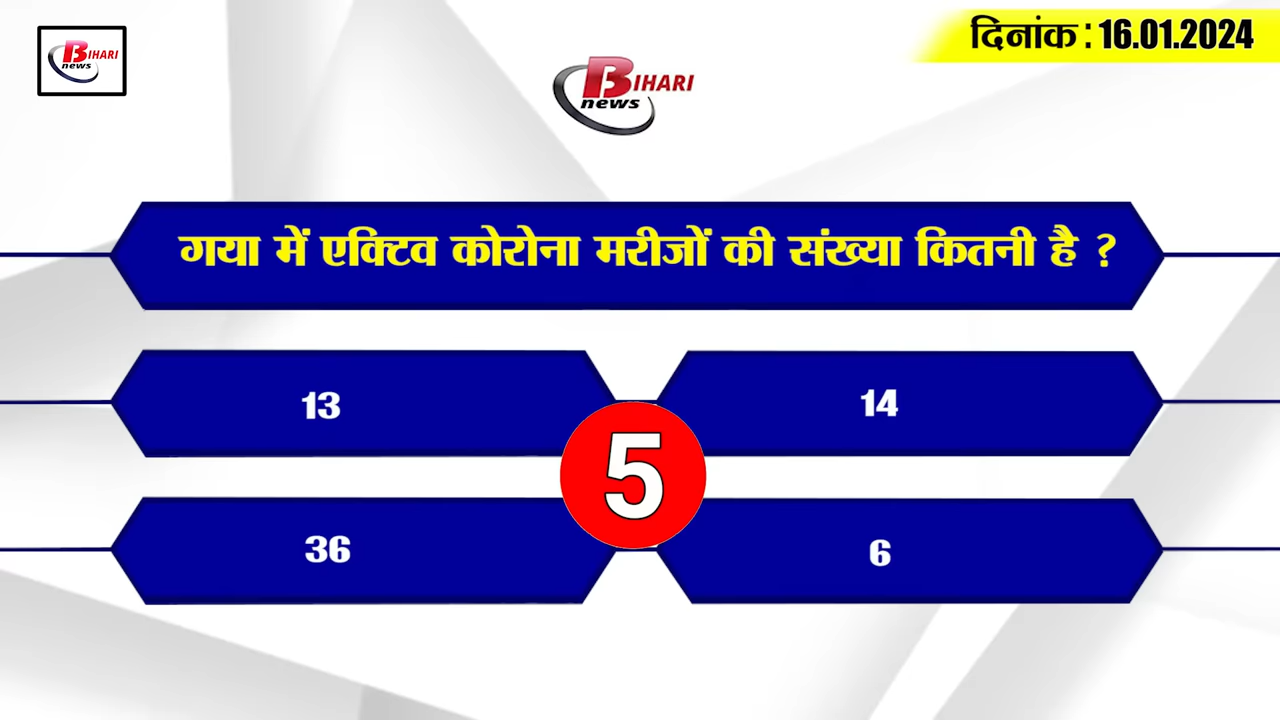 BIHARI
news
दिनांक : 16.01.2024
BIHARI
news
गया में एक्टिव कोरोना मरीजों की संख्या कितनी है ?
13
14
5
36
6